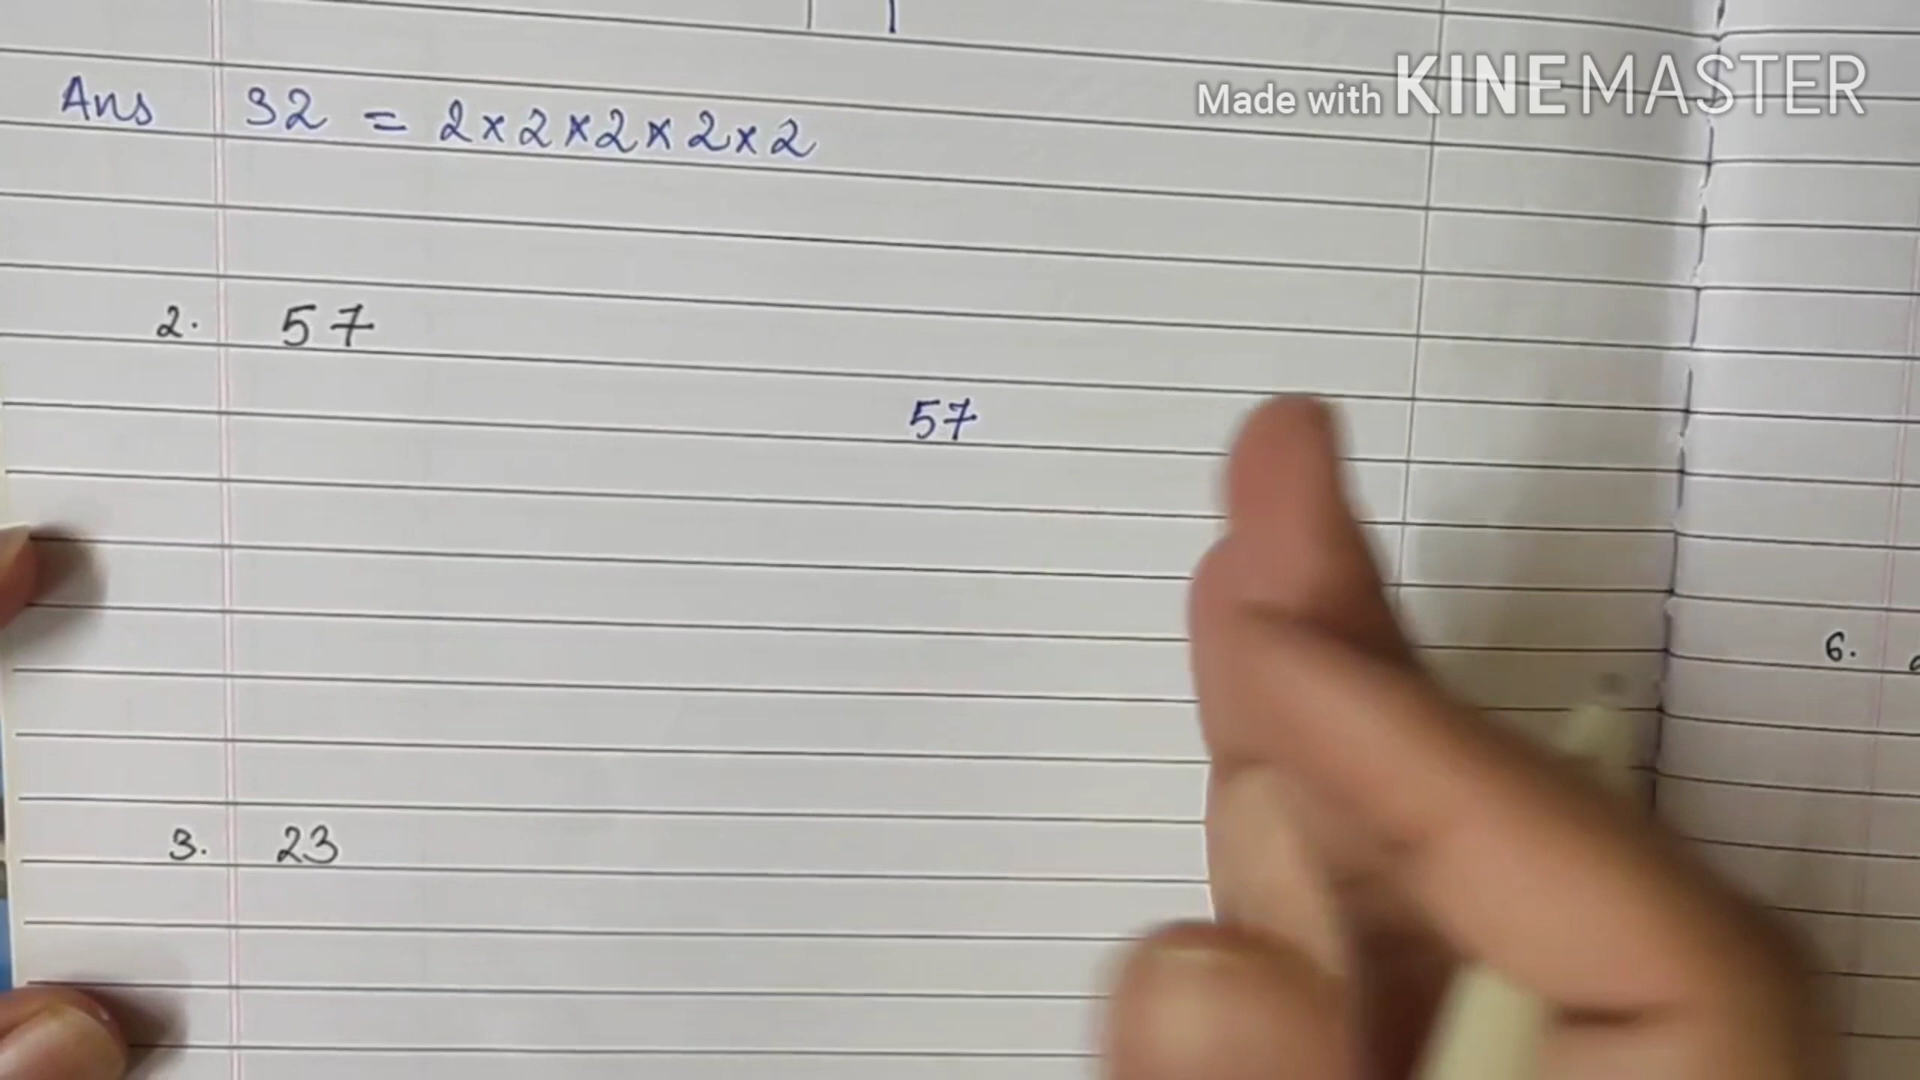 Made with KINEMASTER
Ans 32 = 2×2×2×2×2
2. 57
57
6.
3. 23